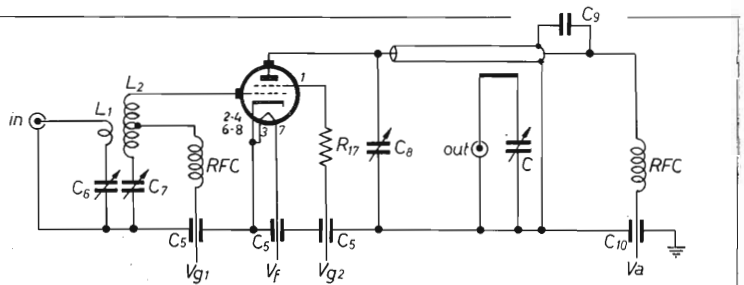 C9
L2
1
in
L1
2-4
6-8
3
7
R17
C8
out
C
RFC
RFC
C6
C7
C5
C5
C5
C10
Vg1
Vf
Vg2
Va